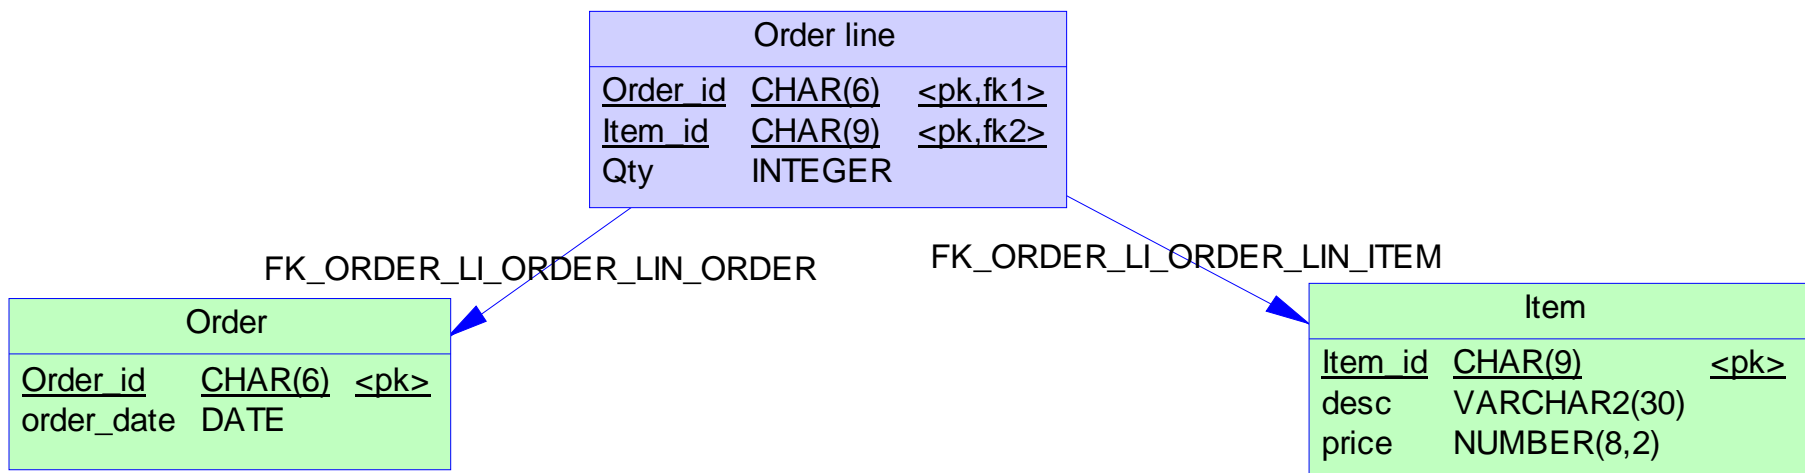 Order line
Order_id CHAR(6) <pk,fk1>
Item_id CHAR(9) <pk,fk2>
Qty INTEGER
FK_ORDER_LI_ORDER_LIN_ORDER
FK_ORDER_LI_ORDER_LIN_ITEM
Order
Order_id CHAR(6) <pk>
order_date DATE
Item
Item_id CHAR(9) <pk>
desc VARCHAR2(30)
price NUMBER(8,2)